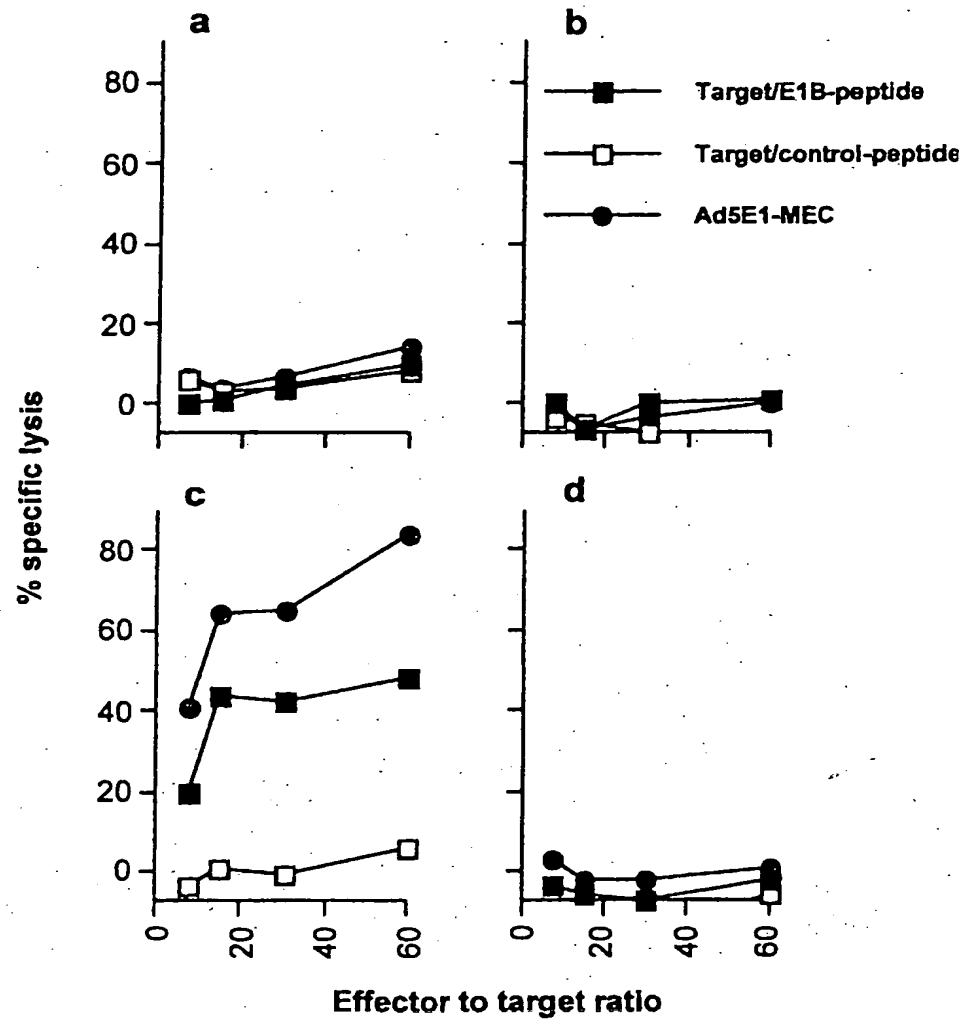 a
b
80
60
40
20
0
Target/E1B-peptide
Target/control-peptide
Ad5E1-MEC
% specific lysis
c
d
80
60
40
20
0
0 20 40 60
0 20 40 60
Effector to target ratio